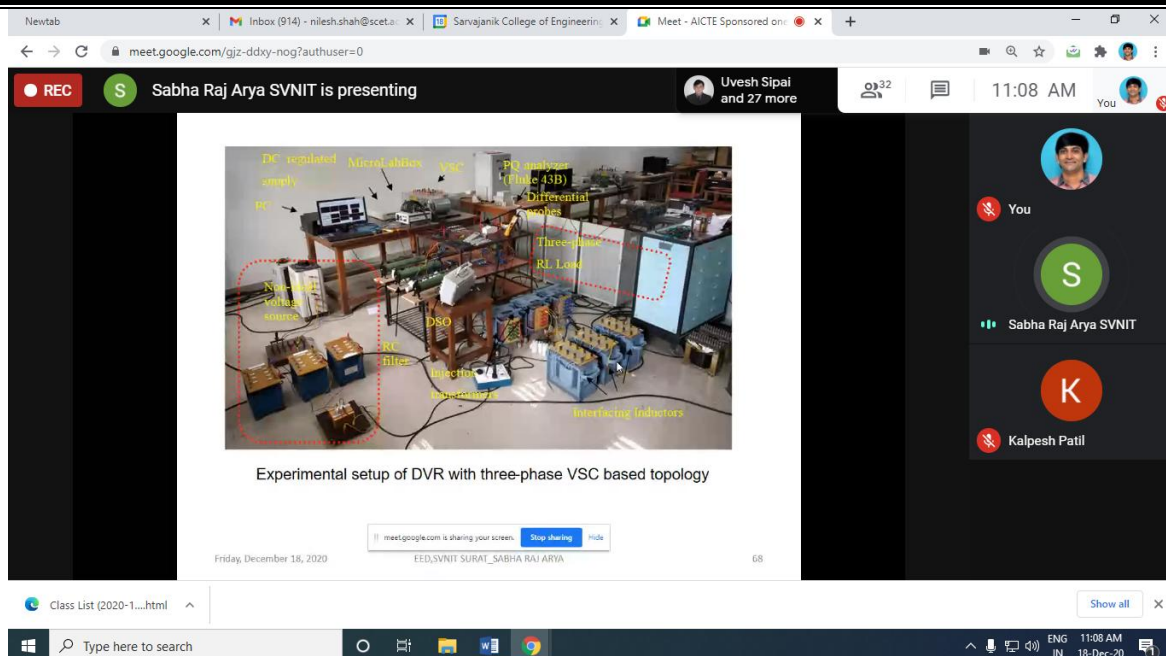 Newtab
Inbox (914) - nilesh.shah@scet.ac
Sarvajanik College of Engineering
Meet - AICTE Sponsored one
meet.google.com/gjz-ddxy-nog?authuser=0
REC
S
Sabha Raj Arya SVNIT is presenting
Uvesh Sipai
and 27 more
32
11:08 AM
You
DC regulated
MicroLabBox
VSC
PQ analyzer
(Fluke 43B)
PC
Differential
probes
Three-phase
RL Load
voltage
source
DSO
RC
filter
Injection
transformers
Interfacing Inductors
Experimental setup of DVR with three-phase VSC based topology
meet.google.com is sharing your screen.
Stop sharing
Hide
Friday, December 18, 2020
EED,SVNIT SURAT_SABHA RAJ ARYA
68
You
S
Sabha Raj Arya SVNIT
K
Kalpesh Patil
Class List (2020-1....html
Show all
Type here to search
ENG
IN
11:08 AM
18-Dec-20